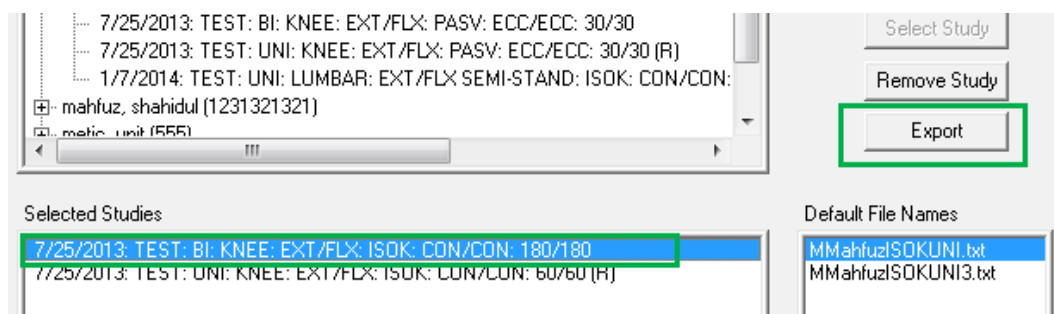 7/25/2013: TEST: BI: KNEE: EXT/FLX: PASV: ECC/ECC: 30/30
7/25/2013: TEST: UNI: KNEE: EXT/FLX: PASV: ECC/ECC: 30/30 (R)
1/7/2014: TEST: UNI: LUMBAR: EXT/FLX SEMI-STAND: ISOK: CON/CON:
mahfuz, shahidul (1231321321)
metic, unit (555)
Select Study
Remove Study
Export
Selected Studies
7/25/2013: TEST: BI: KNEE: EXT/FLX: ISOK: CON/CON: 180/180
7/25/2013: TEST: UNI: KNEE: EXT/FLX: ISOK: CON/CON: 60/60 (R)
Default File Names
MMahfuzISOKUNI.txt
MMahfuzISOKUNI3.txt